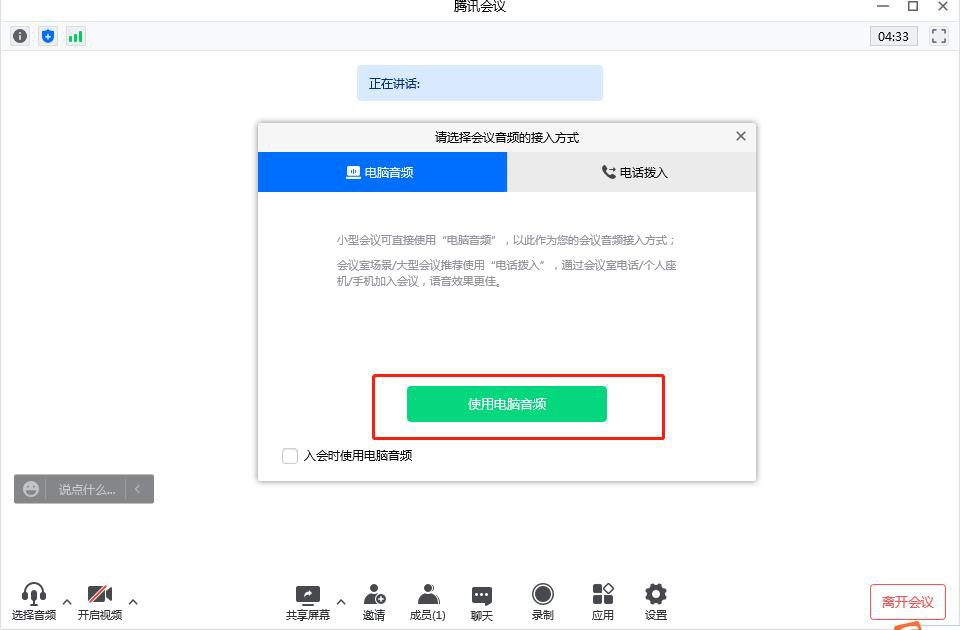 腾讯会议
04:33
正在讲话:
请选择会议音频的接入方式
电脑音频
电话拨入
小型会议可直接使用“电脑音频”，以此作为您的会议音频接入方式；
会议室场景/大型会议推荐使用“电话拨入”，通过会议室电话/个人座
机/手机加入会议，语音效果更佳。
使用电脑音频
入会时使用电脑音频
说点什么...
选择音频
开启视频
共享屏幕
邀请
成员(1)
聊天
录制
应用
设置
离开会议